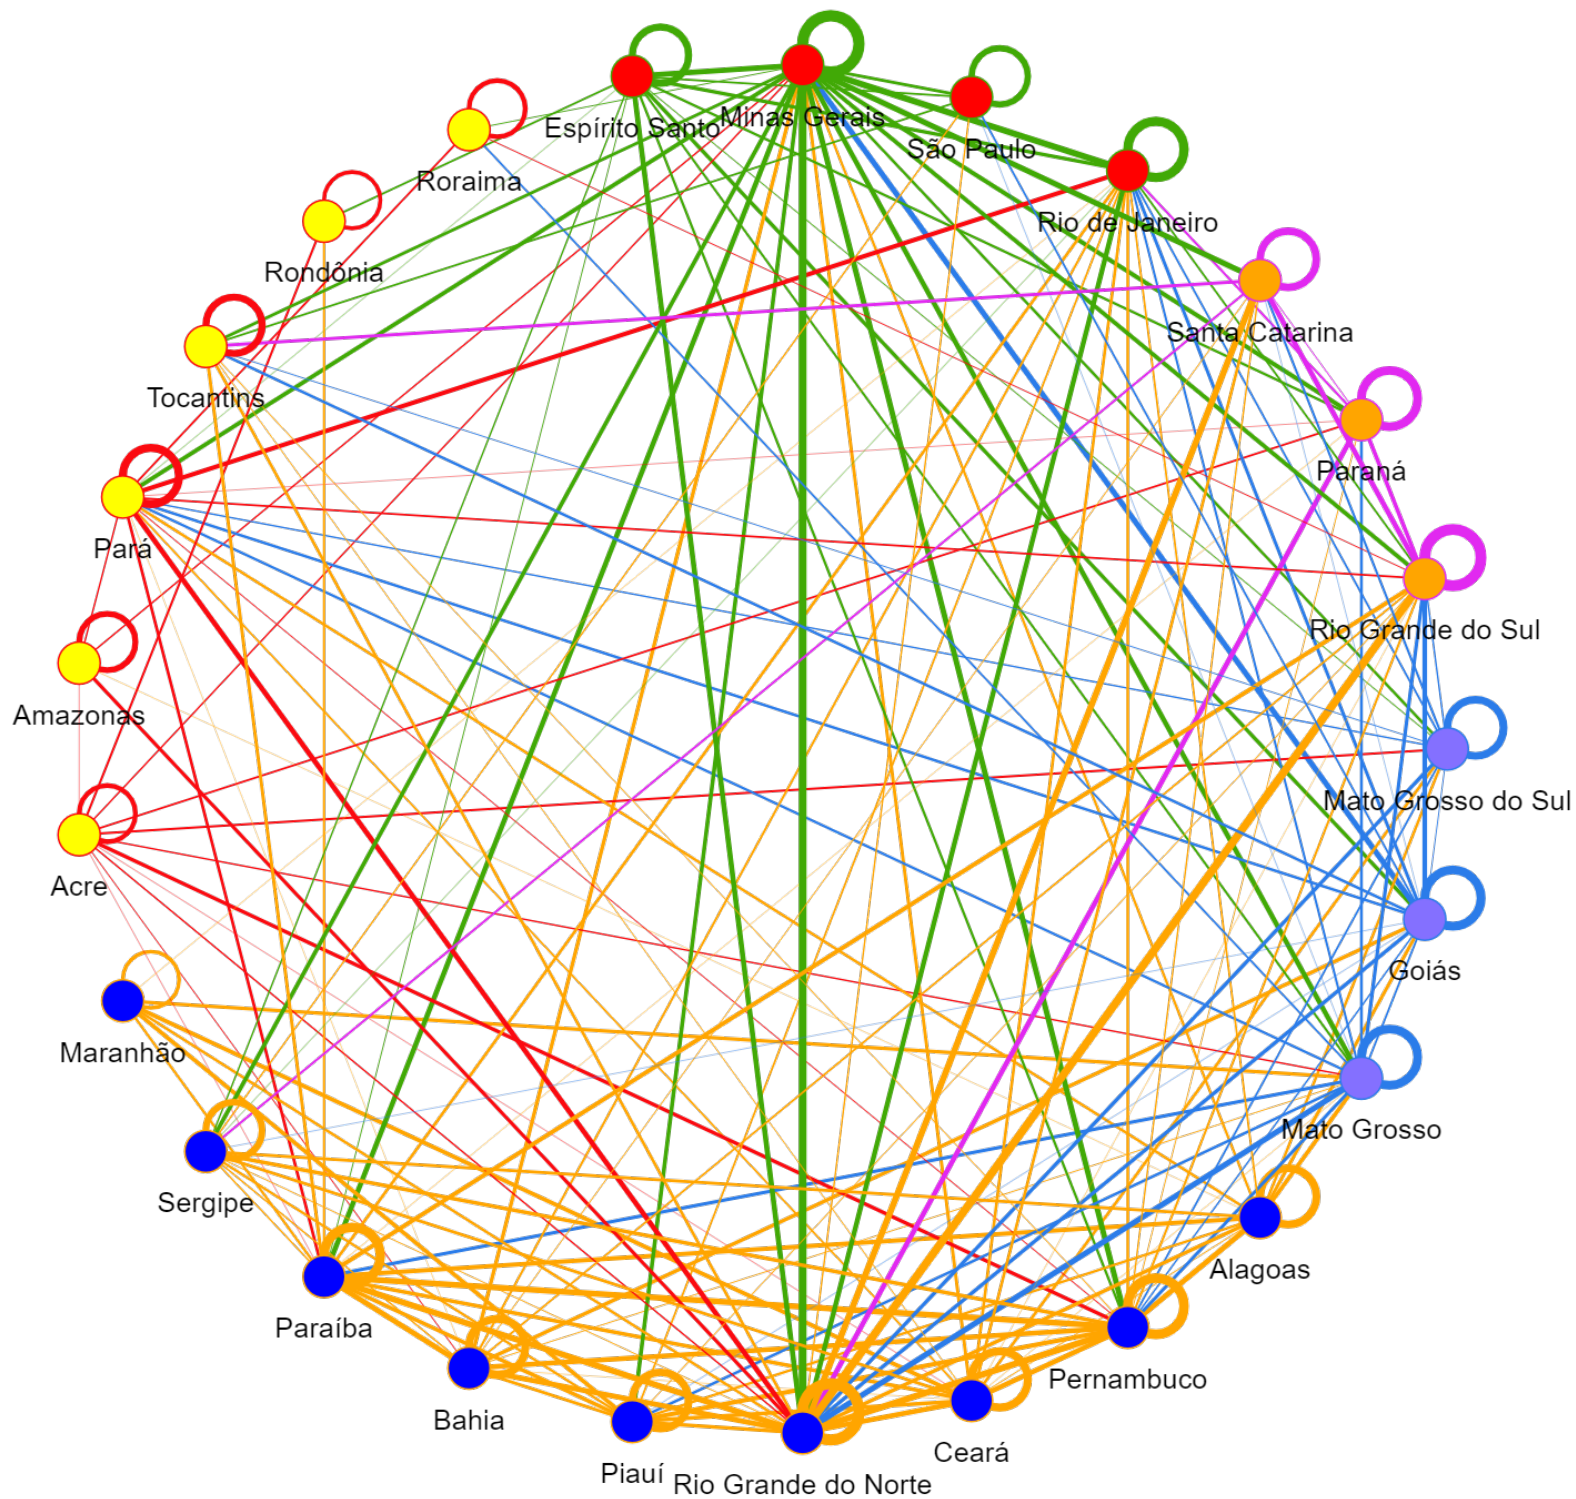 Minas Gerais
Espírito Santo
São Paulo
Roraima
Rio de Janeiro
Rondônia
Santa Catarina
Tocantins
Paraná
Pará
Rio Grande do Sul
Amazonas
Mato Grosso do Sul
Acre
Goiás
Maranhão
Mato Grosso
Sergipe
Alagoas
Paraíba
Pernambuco
Bahia
Ceará
Piauí
Rio Grande do Norte